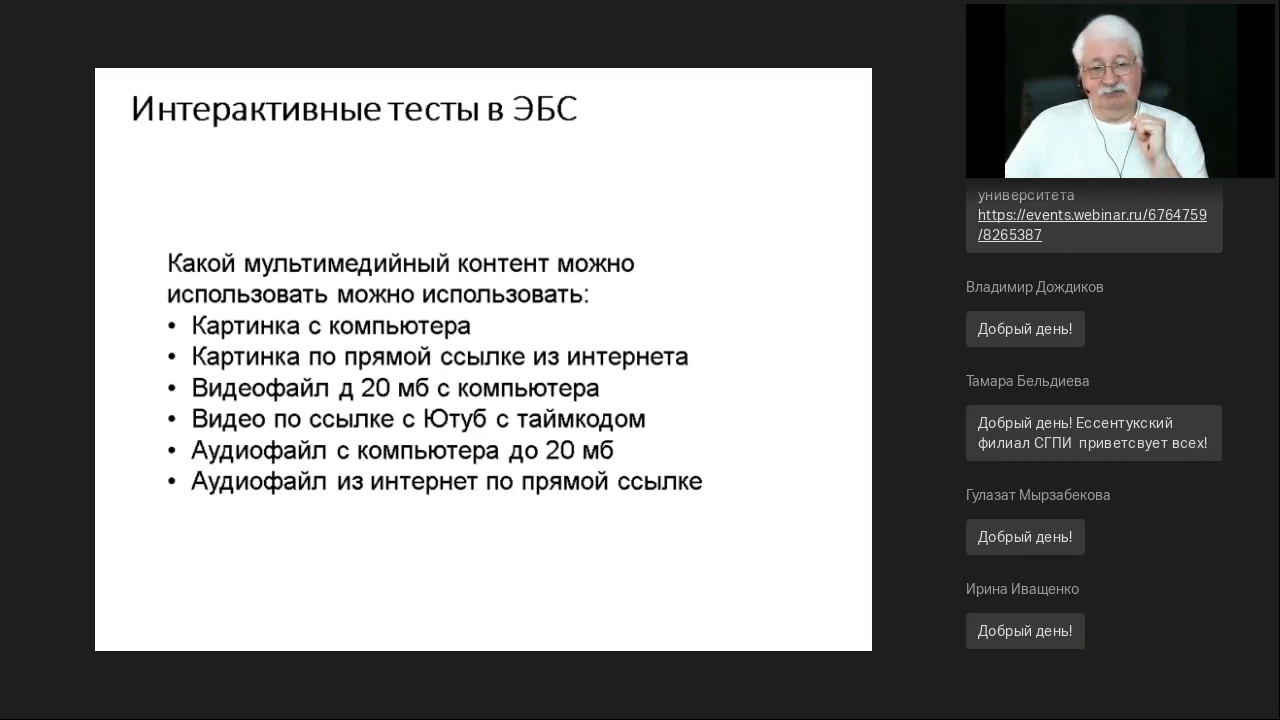 Интерактивные тесты в ЭБС
Какой мультимедийный контент можно
использовать можно использовать:
• Картинка с компьютера
• Картинка по прямой ссылке из интернета
• Видеофайл д 20 мб с компьютера
• Видео по ссылке с Ютуб с таймкодом
• Аудиофайл с компьютера до 20 мб
• Аудиофайл из интернет по прямой ссылке
университета
https://events.webinar.ru/6764759
/8265387
Владимир Дождиков
Добрый день!
Тамара Бельдиева
Добрый день! Ессентукский
филиал СГПИ приветсвует всех!
Гулазат Мырзабекова
Добрый день!
Ирина Иващенко
Добрый день!